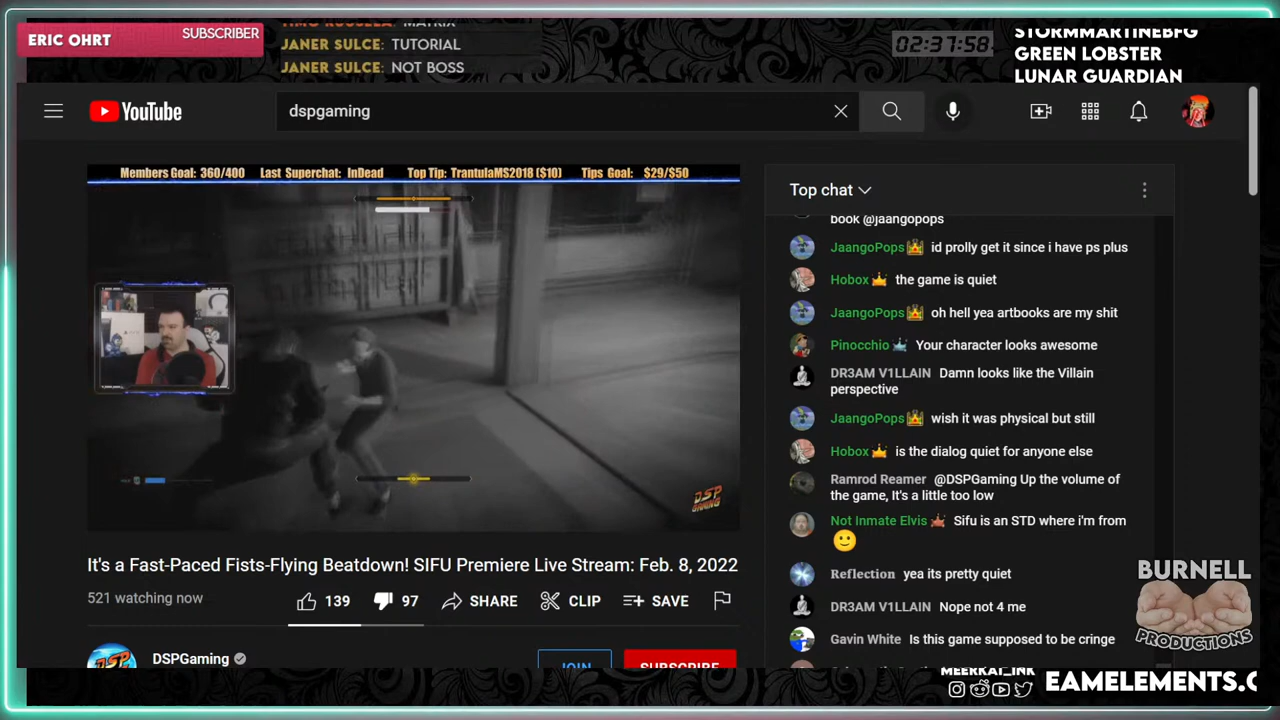 ERIC OHRT
SUBSCRIBER
JANER SULCE: TUTORIAL
JANER SULCE: NOT BOSS
02:37:58
STORMMARTINEBFG
GREEN LOBSTER
LUNAR GUARDIAN
YouTube
dspgaming
Members Goal: 360/400 Last Superchat: InDead Top Tip: TrantulaMS2018 ($10) Tips Goal: $29/$50
DSP
GAMING
Top chat
book @jaangopops
JaangoPops id prolly get it since i have ps plus
Hobox the game is quiet
JaangoPops oh hell yea artbooks are my shit
Pinocchio Your character looks awesome
DR3AM V1LLAIN Damn looks like the Villain
perspective
JaangoPops wish it was physical but still
Hobox is the dialog quiet for anyone else
Ramrod Reamer @DSPGaming Up the volume of
the game, It's a little too low
Not Inmate Elvis Sifu is an STD where i'm from
Reflection yea its pretty quiet
DR3AM V1LLAIN Nope not 4 me
Gavin White Is this game supposed to be cringe
It's a Fast-Paced Fists-Flying Beatdown! SIFU Premiere Live Stream: Feb. 8, 2022
521 watching now
139 97 SHARE CLIP SAVE
DSPGaming
JOIN
SUBSCRIBE
BURNELL
PRODUCTIONS
MEERKAT_INK
EAMELEMENTS.C